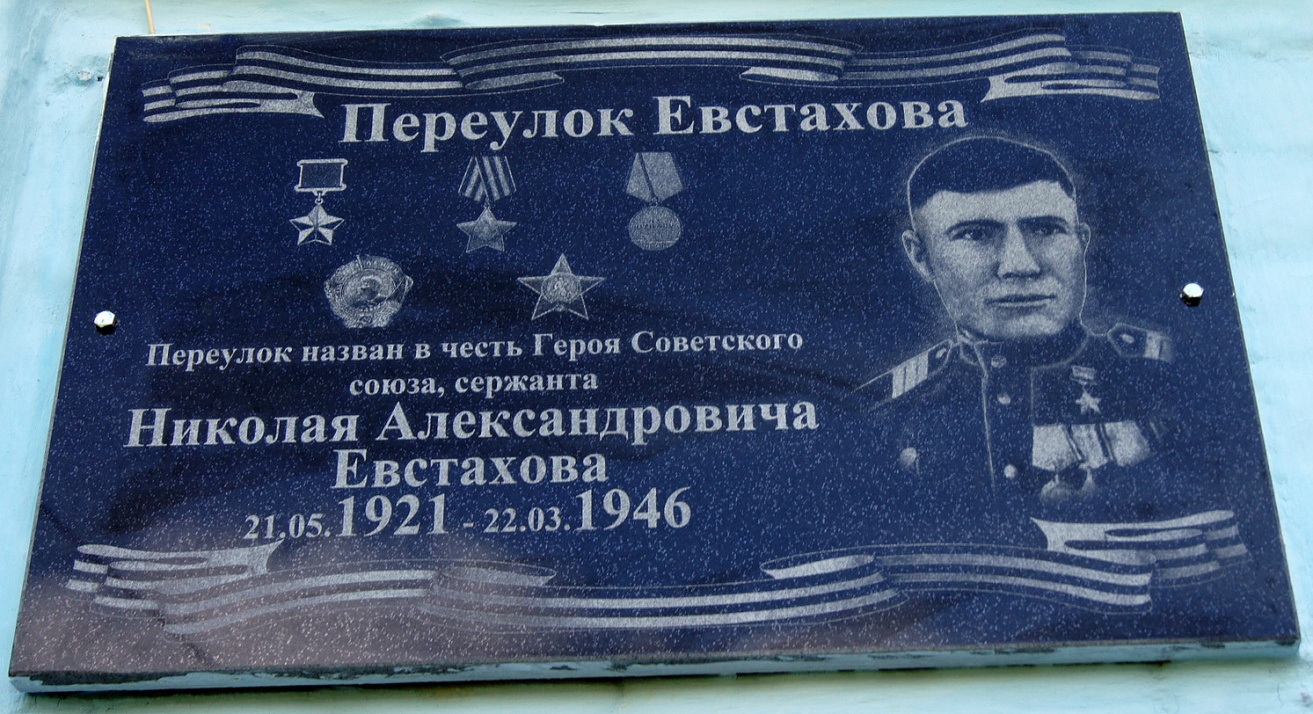 Переулок Евстахова
Переулок назван в честь Героя Советского
союза, сержанта
Николая Александровича
Евстахова
21.05.1921 - 22.03.1946